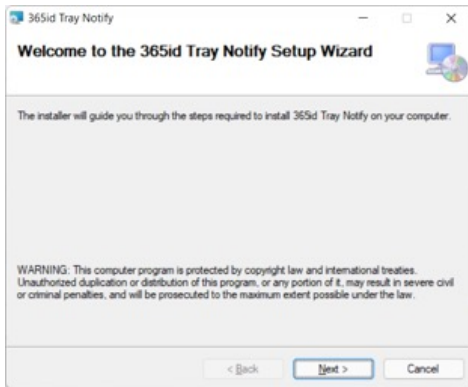 365id Tray Notify
Welcome to the 365id Tray Notify Setup Wizard
The installer will guide you through the steps required to install 365id Tray Notify on your computer.
WARNING: This computer program is protected by copyright law and international treaties.
Unauthorized duplication or distribution of this program, or any portion of it, may result in severe civil
or criminal penalties, and will be prosecuted to the maximum extent possible under the law.
< Back Next > Cancel